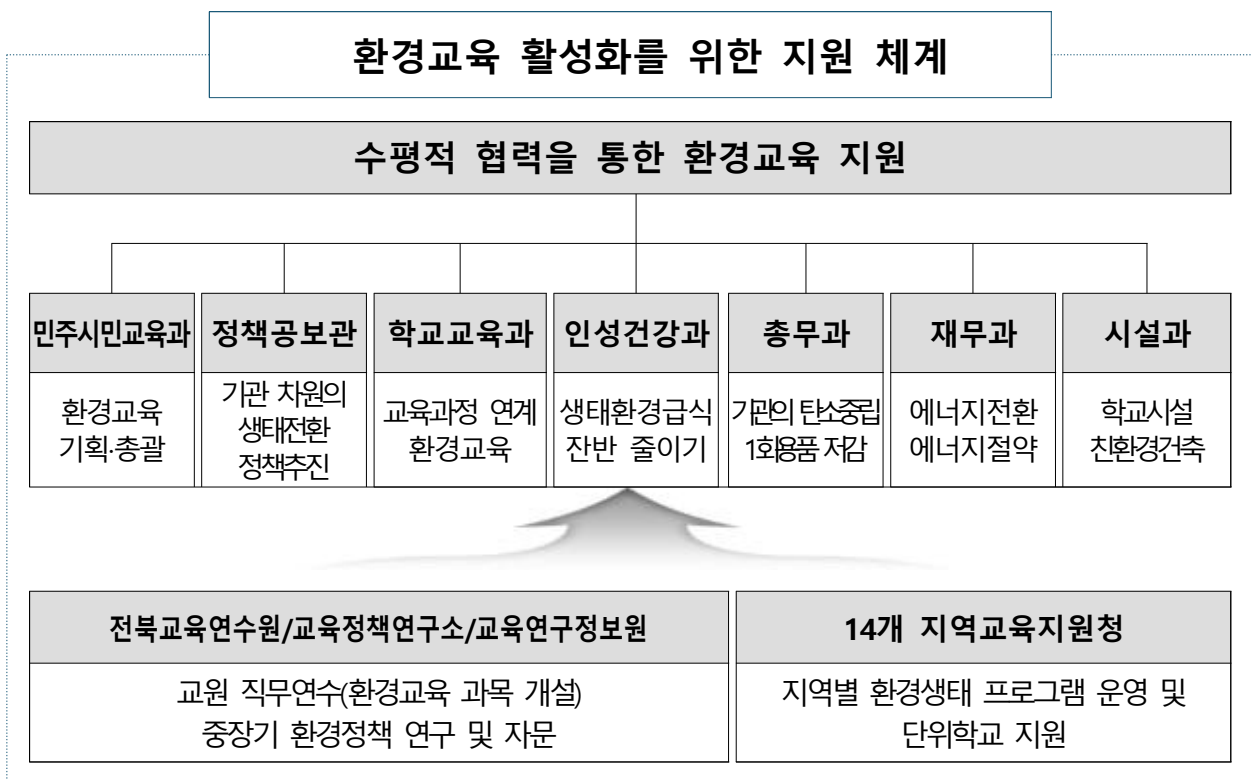 환경교육 활성화를 위한 지원 체계
수평적 협력을 통한 환경교육 지원
민주시민교육과
환경교육
기획·총괄
정책공보관
기관 차원의
생태전환
정책추진
학교교육과
교육과정 연계
환경교육
인성건강과
생태환경급식
잔반 줄이기
총무과
기관의 탄소중립
1회용품 저감
재무과
에너지전환
에너지절약
시설과
학교시설
친환경건축
전북교육연수원/교육정책연구소/교육연구정보원
교원 직무연수(환경교육 과목 개설)
중장기 환경정책 연구 및 자문
14개 지역교육지원청
지역별 환경생태 프로그램 운영 및
단위학교 지원